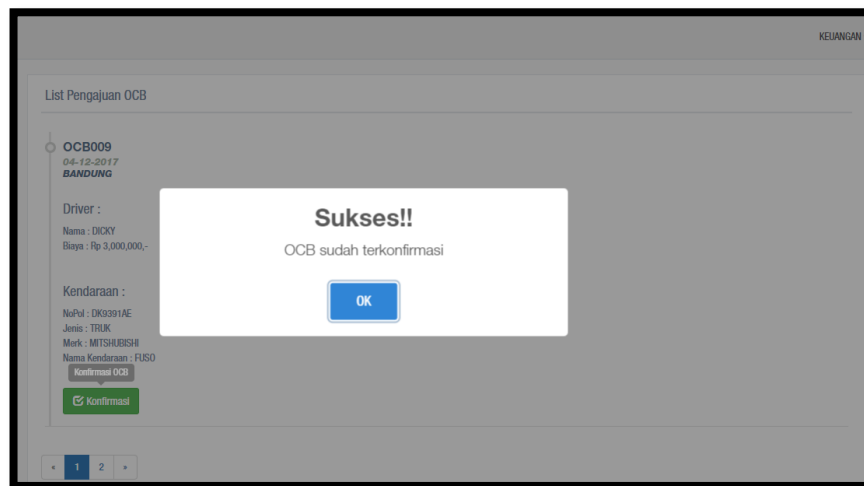 KEUANGAN
List Pengajuan OCB
OCB009
04-12-2017
BANDUNG
Driver :
Nama : DICKY
Biaya : Rp 3,000,000,-
Kendaraan :
NoPol : DK9391AE
Jenis : TRUK
Merk : MITSHUBISHI
Nama Kendaraan : FUSO
Konfirmasi OCB
Konfirmasi
Sukses!!
OCB sudah terkonfirmasi
OK
« 1 2 »